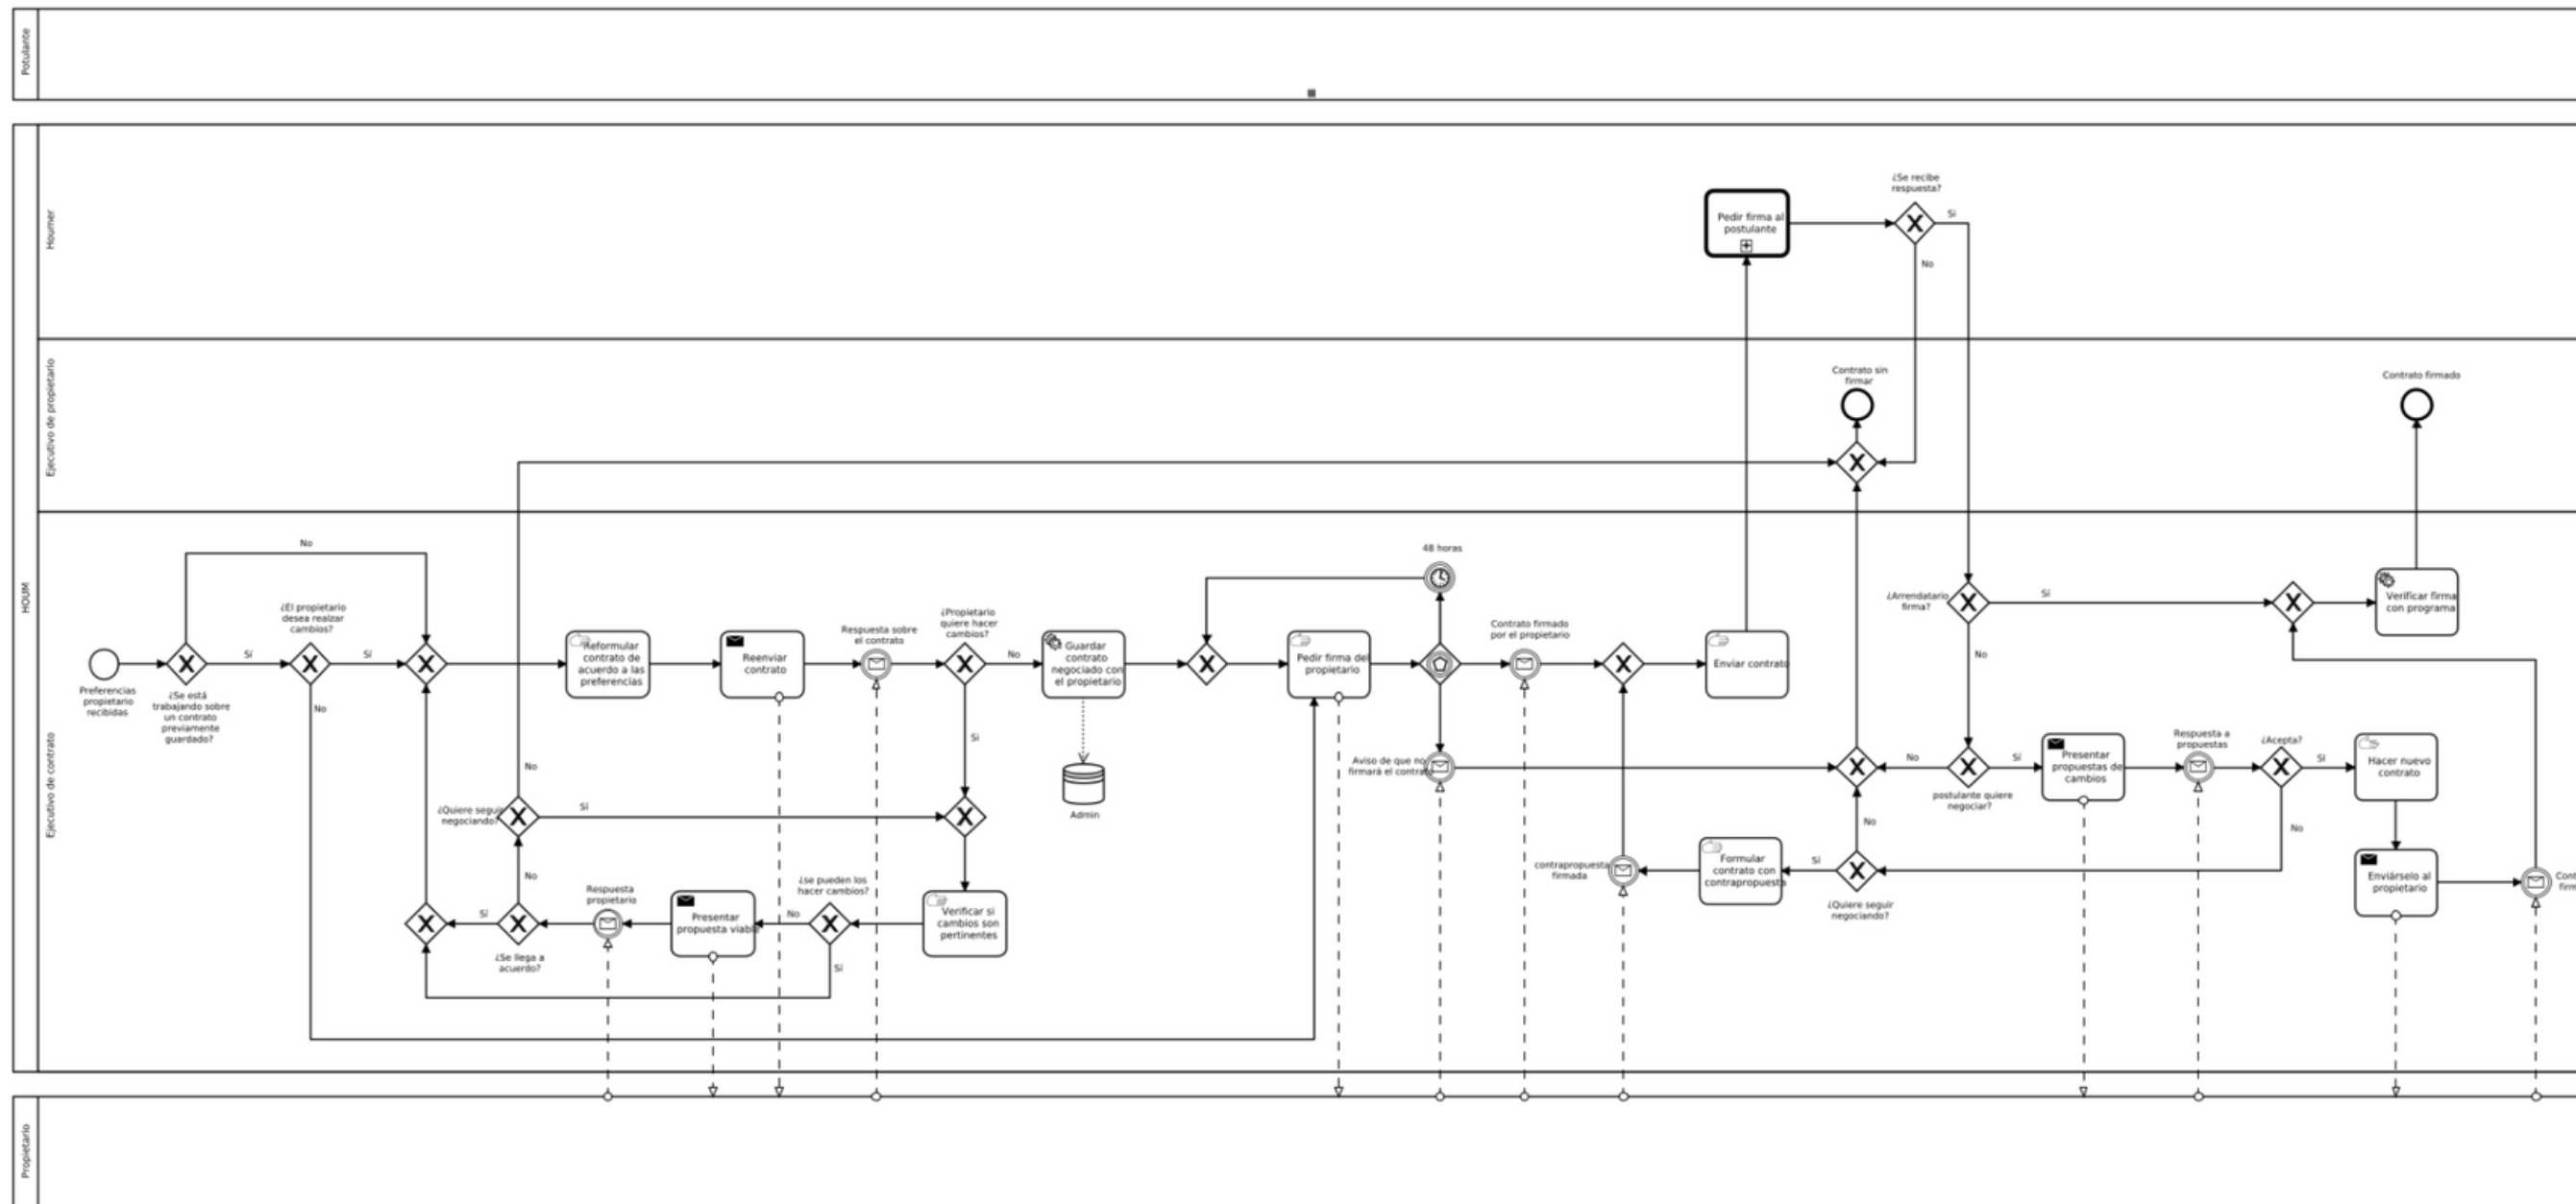 Potulante
HOUM
Houmer
Ejecutivo de propietario
Ejecutivo de contrato
Propietario
¿Se recibe
respuesta?
Pedir firma al
postulante
Si
No
Contrato sin
firmar
Contrato firmado
No
48 horas
¿El propietario
desea realzar
cambios?
Sí
Sí
Preferencias
propietario
recibidas
¿Se está
trabajando sobre
un contrato
previamente
guardado?
No
Reformular
contrato de
acuerdo a las
preferencias
Reenviar
contrato
Respuesta sobre
el contrato
¿Propietario
quiere hacer
cambios?
No
Guardar
contrato
negociado con
el propietario
Si
Admin
Pedir firma del
propietario
Contrato firmado
por el propietario
Enviar contrato
¿Arrendatario
firma?
Sí
No
Verificar firma
con programa
No
¿Quiere seguir
negociando?
Sí
No
Aviso de que no
firmará el contrato
No
postulante quiere
negociar?
Sí
Presentar
propuestas de
cambios
Respuesta a
propuestas
¿Acepta?
SI
Hacer nuevo
contrato
No
No
contrapropuesta
firmada
Formular
contrato con
contrapropuesta
Sí
¿Quiere seguir
negociando?
Enviárselo al
propietario
Cont
firm
Sí
¿Se llega a
acuerdo?
Respuesta
propietario
Presentar
propuesta viable
No
¿se pueden los
hacer cambios?
Sí
Verificar si
cambios son
pertinentes